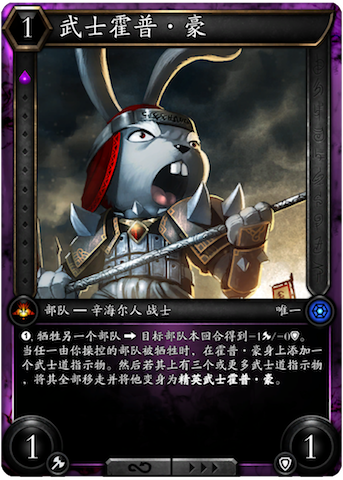 1 武士霍普·豪
部队 — 辛海尔人 战士 唯一
❶, 牺牲另一个部队 ➡ 目标部队本回合得到-1/-0。
当任一由你操控的部队被牺牲时，在霍普·豪身上添加一
个武士道指示物。然后若其上有三个或更多武士道指示物
，将其全部移走并将他变身为精英武士霍普·豪。
1 1